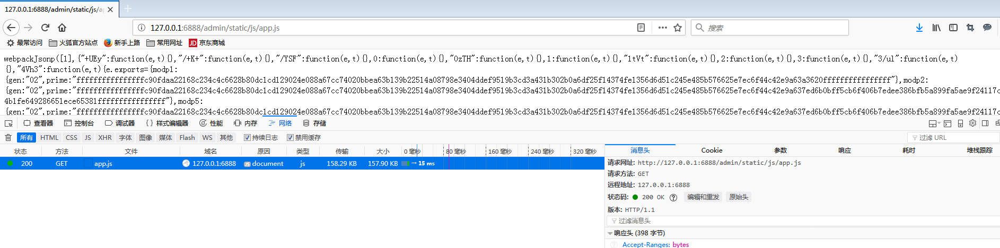 127.0.0.1:6888/admin/static/js/ap
127.0.0.1:6888/admin/static/js/app.js
搜索
最常访问 火狐官方站点 新手上路 常用网址 JD 京东商城
webpackJsonp([1],{"+UEy":function(e,t){},"/+K+":function(e,t){},"/YSF":function(e,t){},0:function(e,t){},"0zTH":function(e,t){},1:function(e,t){},"1tVt":function(e,t){},2:function(e,t){},3:function(e,t){},"3/ul":function(e,t)
{},"4Vh3":function(e,t){e.exports={modp1:
{gen:"02",prime:"ffffffffffffffffc90fdaa22168c234c4c6628b80dc1cd129024e088a67cc74020bbea63b139b22514a08798e3404ddef9519b3cd3a431b302b0a6df25f14374fe1356d6d51c245e485b576625e7ec6f44c42e9a63a3620ffffffffffffffff"},modp2:
{gen:"02",prime:"ffffffffffffffffc90fdaa22168c234c4c6628b80dc1cd129024e088a67cc74020bbea63b139b22514a08798e3404ddef9519b3cd3a431b302b0a6df25f14374fe1356d6d51c245e485b576625e7ec6f44c42e9a637ed6b0bff5cb6f406b7edee386bfb5a899fa5ae9f24117c
4b1fe649286651ece65381ffffffffffffffff"},modp5:
{gen:"02",prime:"ffffffffffffffffc90fdaa22168c234c4c6628b80dc1cd129024e088a67cc74020bbea63b139b22514a08798e3404ddef9519b3cd3a431b302b0a6df25f14374fe1356d6d51c245e485b576625e7ec6f44c42e9a637ed6b0bff5cb6f406b7edee386bfb5a899fa5ae9f24117c
查看器 控制台 调试器 {} 样式编辑器 性能 内存 网络 存储
所有 HTML CSS JS XHR 字体 图像 媒体 Flash WS 其他 持续日志 禁用缓存 过滤 URL
状态 方法 文件 域名 原因 类型 传输 大小 0 毫秒 80 毫秒 160 毫秒 240 毫秒 320 毫秒
200 GET app.js 127.0.0.1:6888 JS document js 158.29 KB 157.90 KB → 15 ms
消息头 Cookie 参数 响应 耗时 堆栈跟踪
请求网址: http://127.0.0.1:6888/admin/static/js/app.js
请求方法: GET
远程地址: 127.0.0.1:6888
状态码: 200 OK ? 编辑和重发 原始头
版本: HTTP/1.1
过滤消息头
响应头 (398 字节)
Accept-Ranges: bytes